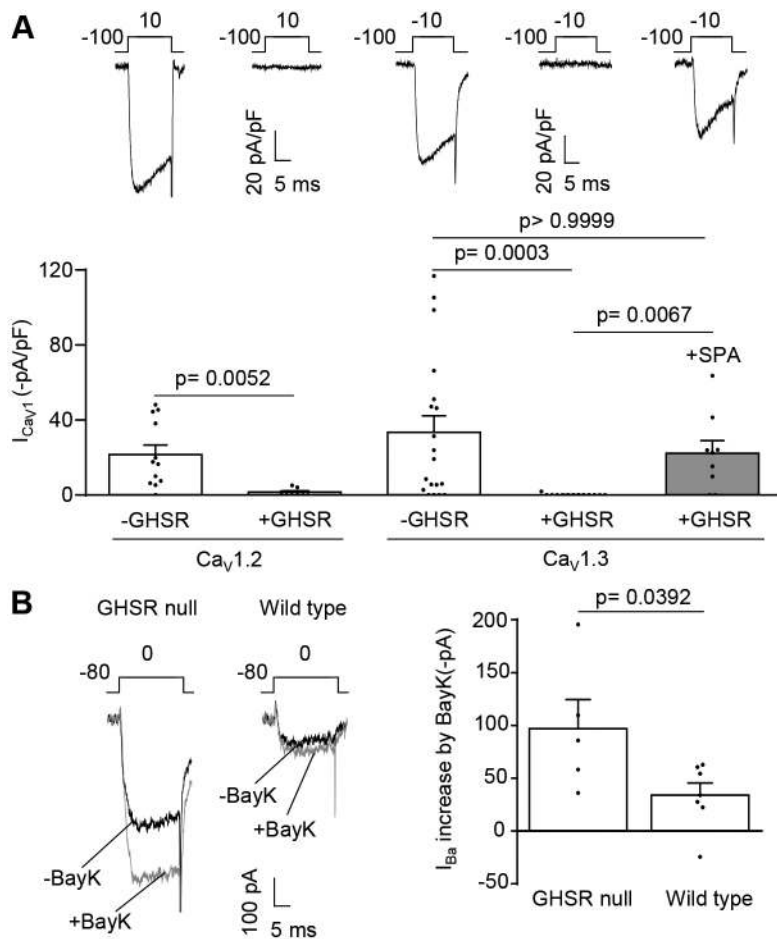 A
10
-100
10
-100
-10
-100
-10
-100
-10
-100
20 pA/pF
5 ms
20 pA/pF
5 ms
p> 0.9999
p= 0.0003
p= 0.0067
p= 0.0052
+SPA
I_CaV1 (-pA/pF)
120
80
40
0
-GHSR
+GHSR
-GHSR
+GHSR
+GHSR
CaV1.2
CaV1.3
B
GHSR null
Wild type
0
-80
0
-80
-BayK
+BayK
-BayK
+BayK
100 pA
5 ms
p= 0.0392
IBa increase by BayK(-pA)
200
150
100
50
0
-50
GHSR null
Wild type